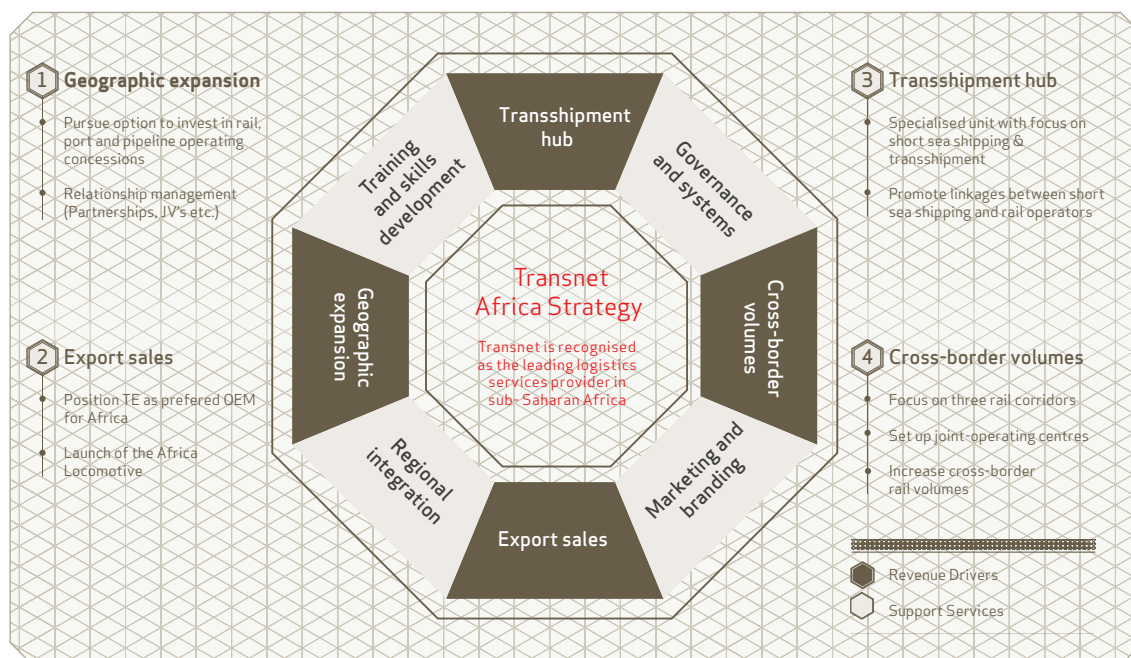 1 Geographic expansion
Pursue option to invest in rail,
port and pipeline operating
concessions
Relationship management
(Partnerships, JV's etc.)
2 Export sales
Position TE as prefered OEM
for Africa
Launch of the Africa
Locomotive
Transshipment
hub
Governance
and systems
Cross-border
volumes
Marketing and
branding
Export sales
Regional
integration
Geographic
expansion
Training
and skills
development
Transnet
Africa Strategy
Transnet is recognised
as the leading logistics
services provider in
sub-Saharan Africa
3 Transshipment hub
Specialised unit with focus on
short sea shipping &
transshipment
Promote linkages between short
sea shipping and rail operators
4 Cross-border volumes
Focus on three rail corridors
Set up joint-operating centres
Increase cross-border
rail volumes
Revenue Drivers
Support Services